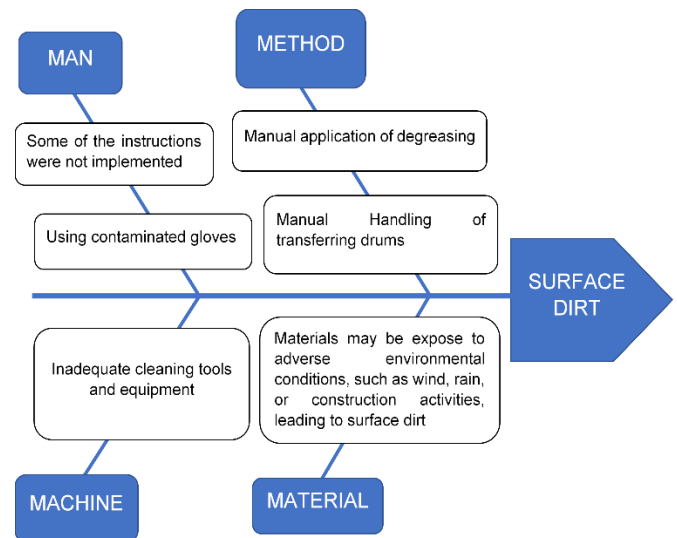 MAN
METHOD
Some of the instructions
were not implemented
Manual application of degreasing
Using contaminated gloves
Manual Handling of
transferring drums
SURFACE
DIRT
Inadequate cleaning tools
and equipment
Materials may be expose to
adverse environmental
conditions, such as wind, rain,
or construction activities,
leading to surface dirt
MACHINE
MATERIAL